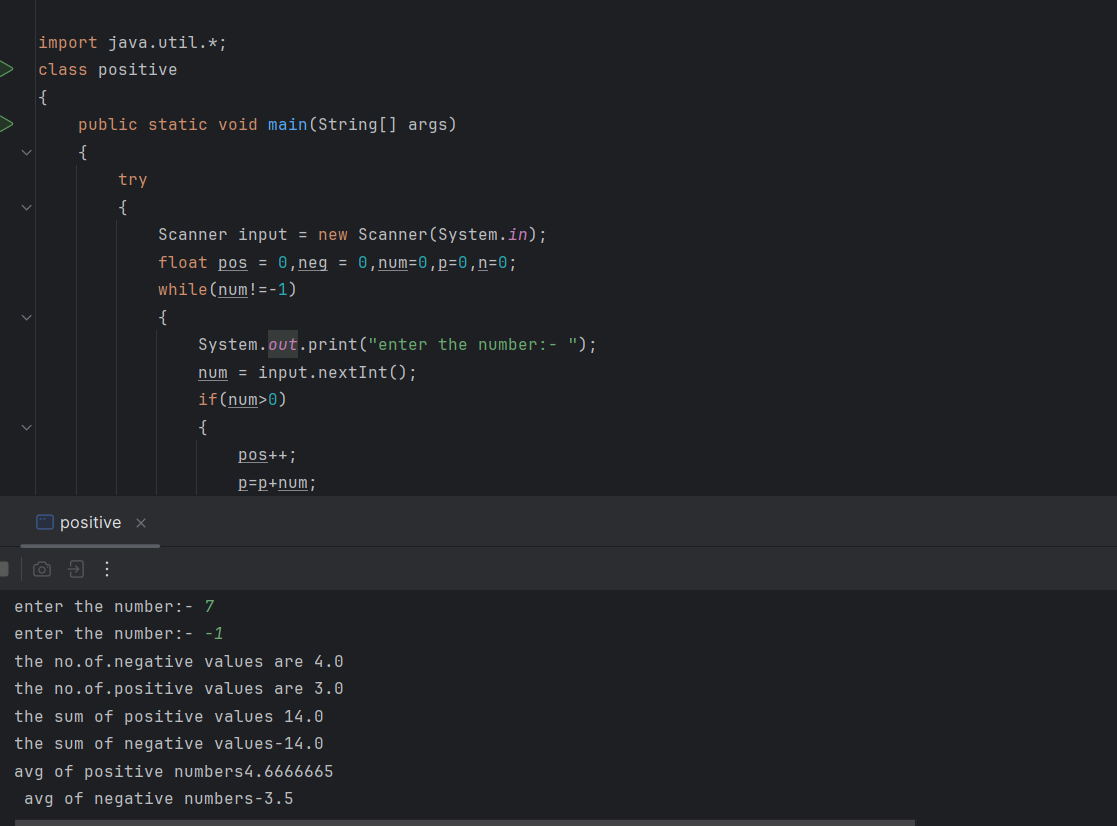 import java.util.*;
class positive
{
public static void main(String[] args)
{
try
{
Scanner input = new Scanner(System.in);
float pos = 0,neg = 0,num=0,p=0,n=0;
while(num!=-1)
{
System.out.print("enter the number:- ");
num = input.nextInt();
if(num>0)
{
pos++;
p=p+num;
positive
enter the number:- 7
enter the number:- -1
the no.of.negative values are 4.0
the no.of.positive values are 3.0
the sum of positive values 14.0
the sum of negative values-14.0
avg of positive numbers4.6666665
avg of negative numbers-3.5